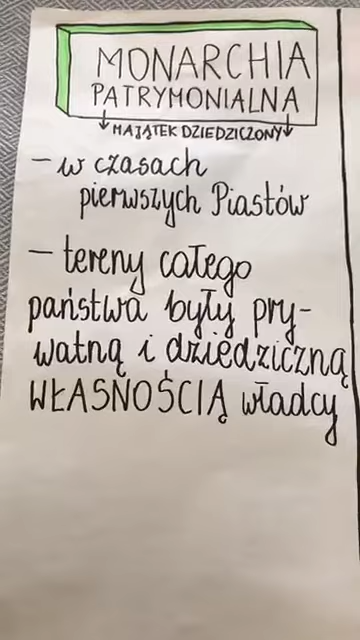 MONARCHIA
PATRYMONIALNA
MAJĄTEK DZIEDZICZONY
- w czasach
pierwszych Piastów
- tereny całego
państwa były pry-
watną i dziedziczną
WŁASNOŚCIĄ władcy